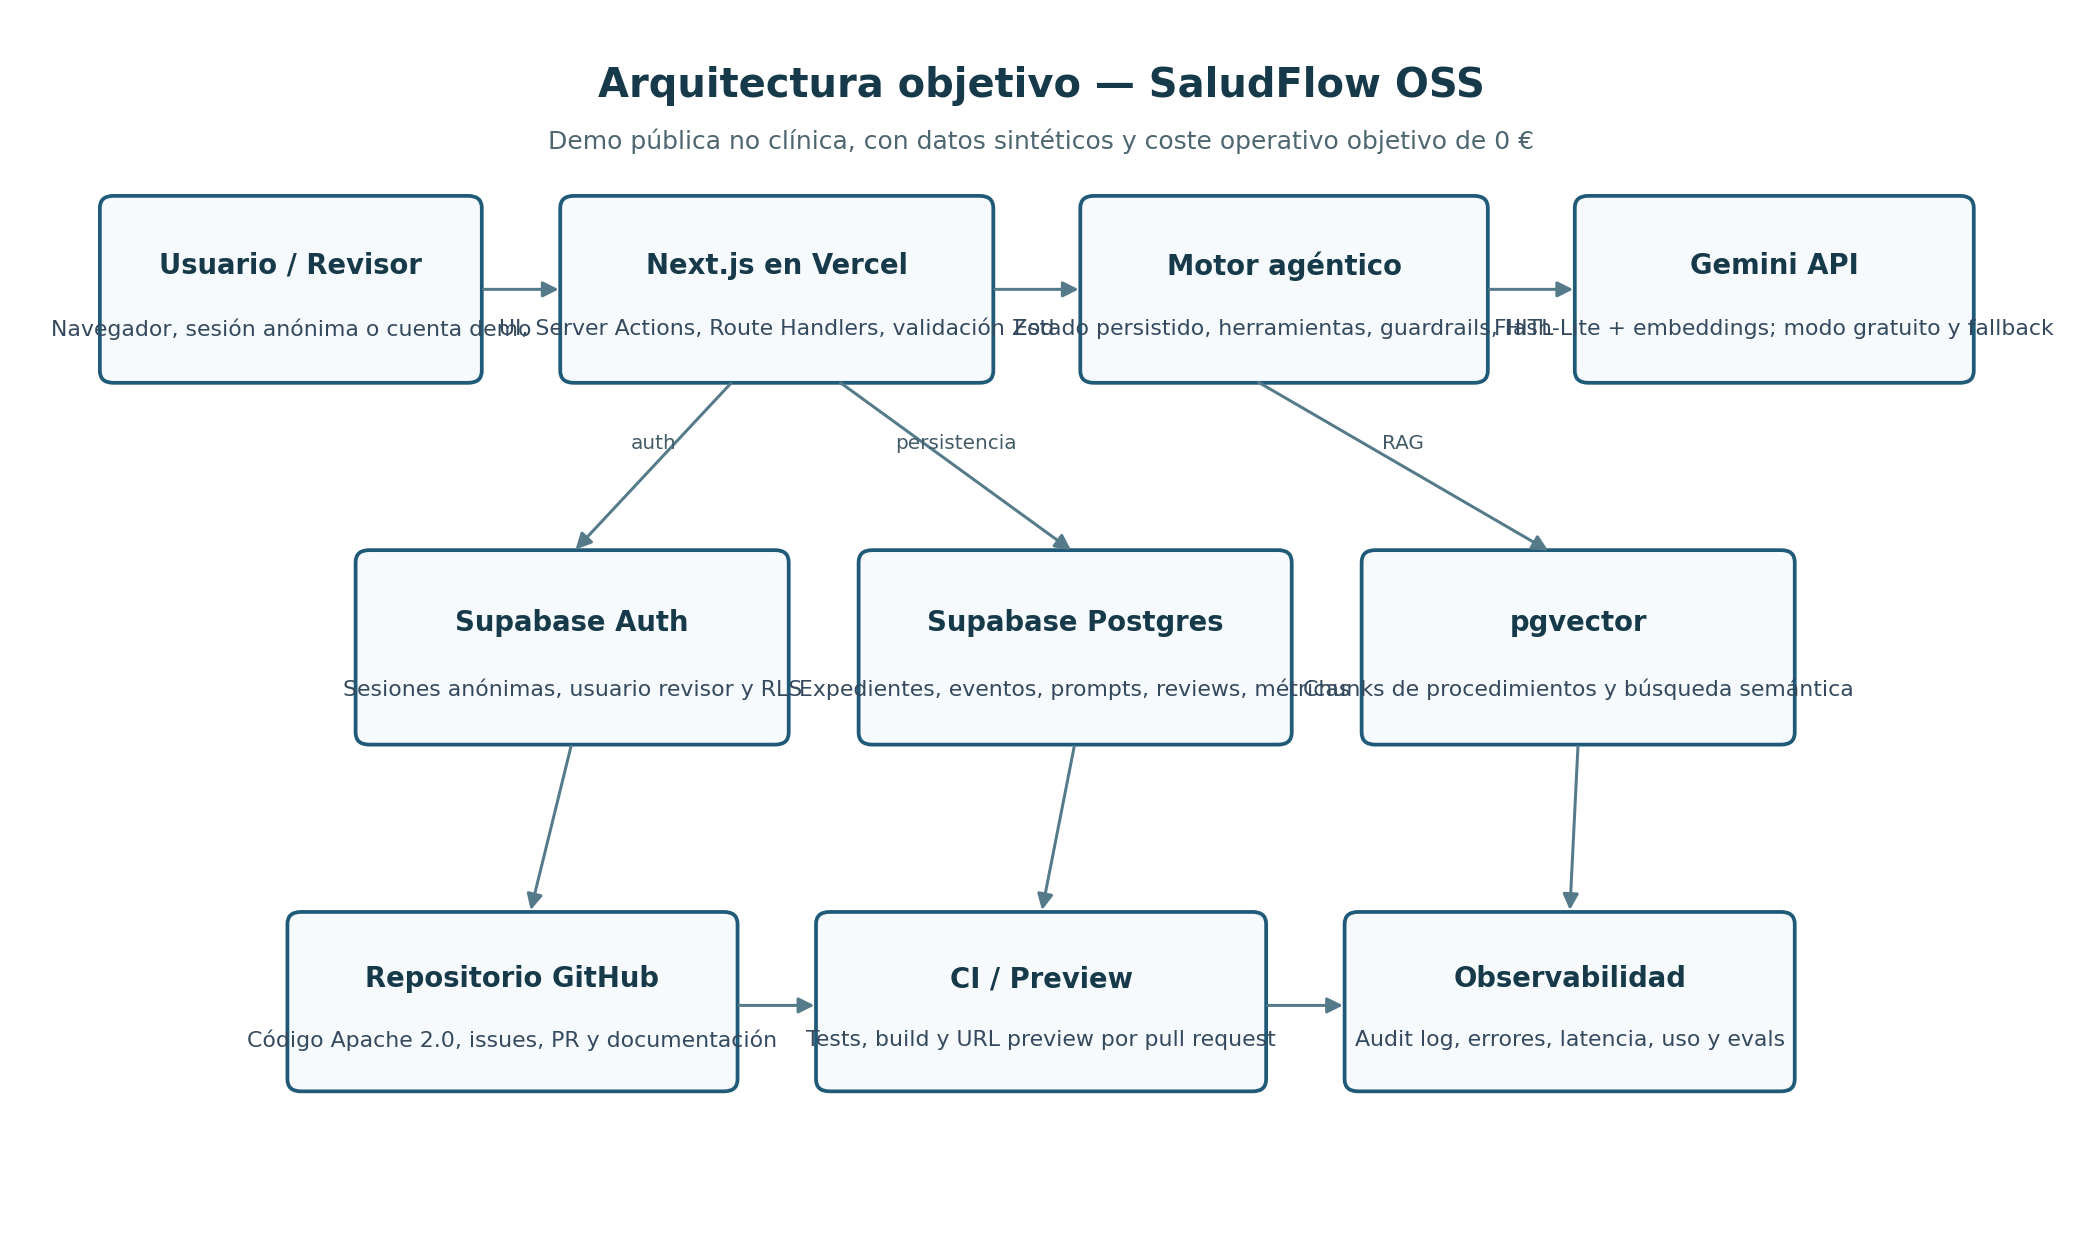 Arquitectura objetivo — SaludFlow OSS
Demo pública no clínica, con datos sintéticos y coste operativo objetivo de 0 €
Usuario / Revisor
Navegador, sesión anónima o cuenta demo
Next.js en Vercel
UI, Server Actions, Route Handlers, validación Zod
Motor agéntico
Estado persistido, herramientas, guardrails, HITL
Gemini API
Flash-Lite + embeddings; modo gratuito y fallback
auth
persistencia
RAG
Supabase Auth
Sesiones anónimas, usuario revisor y RLS
Supabase Postgres
Expedientes, eventos, prompts, reviews, métricas
pgvector
Chunks de procedimientos y búsqueda semántica
Repositorio GitHub
Código Apache 2.0, issues, PR y documentación
CI / Preview
Tests, build y URL preview por pull request
Observabilidad
Audit log, errores, latencia, uso y evals